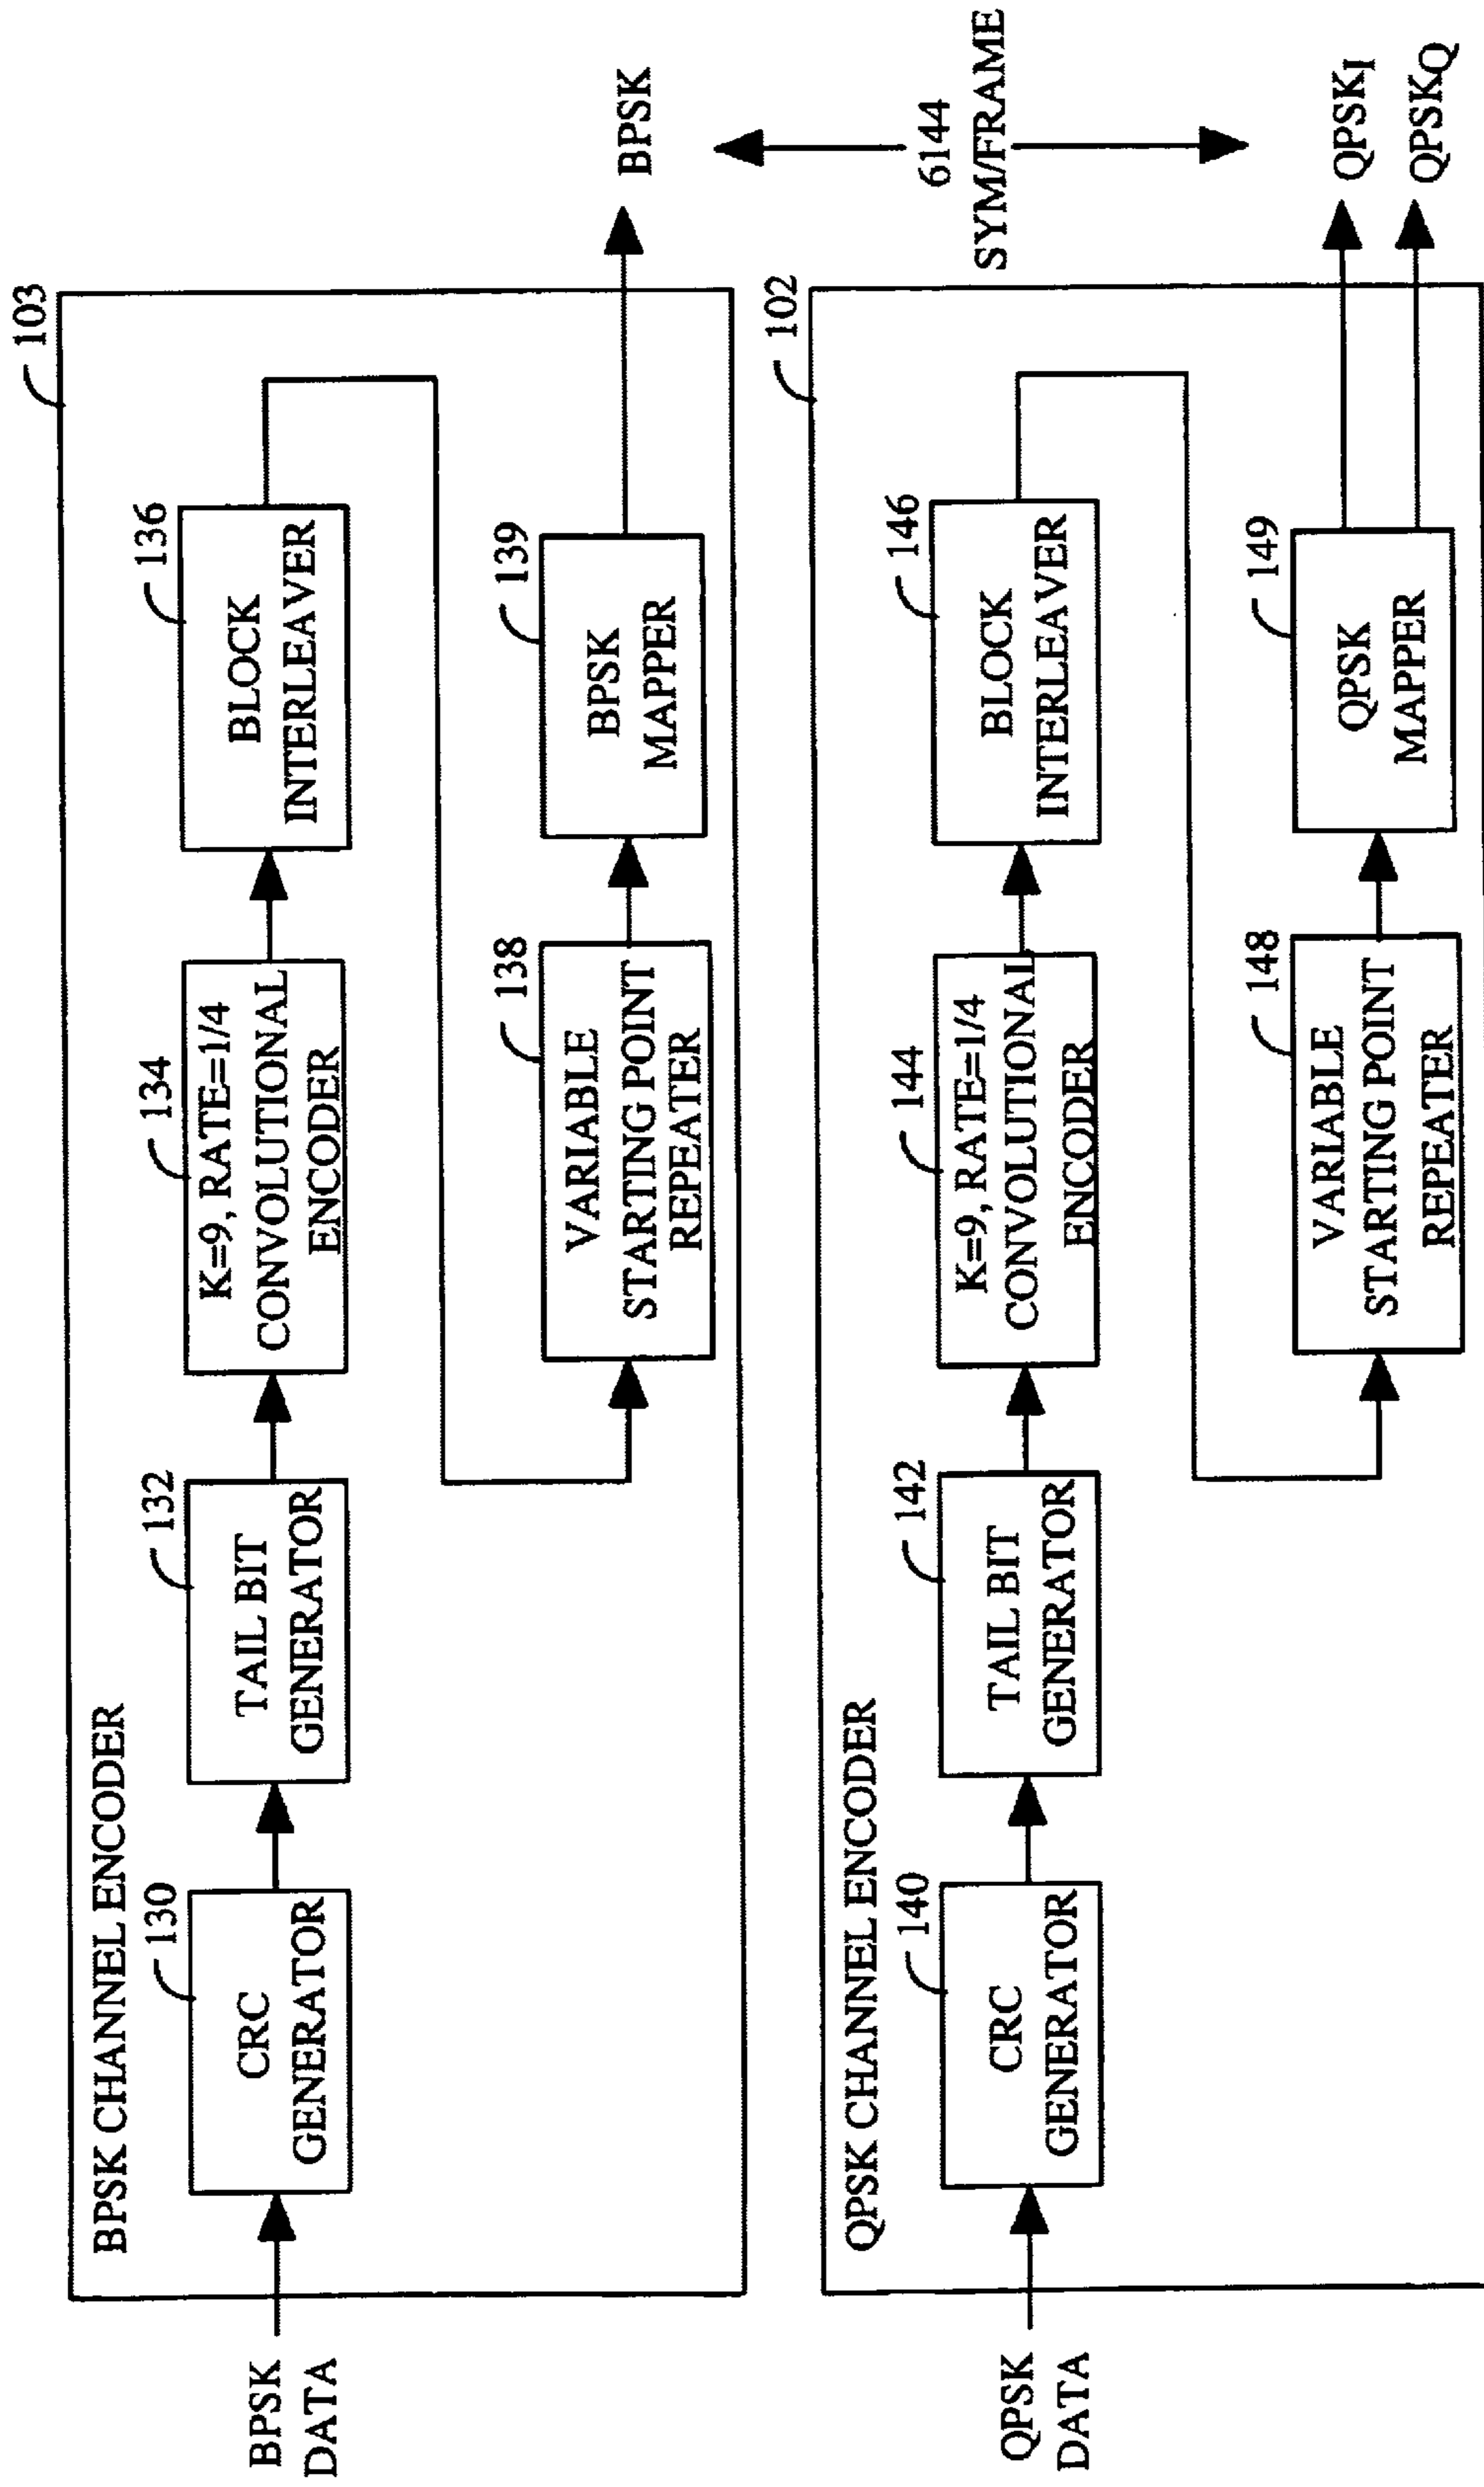 103
BPSK CHANNEL ENCODER
BPSK
DATA
130
CRC
GENERATOR
132
TAIL BIT
GENERATOR
134
K=9, RATE=1/4
CONVOLUTIONAL
ENCODER
136
BLOCK
INTERLEAVER
138
VARIABLE
STARTING POINT
REPEATER
139
BPSK
MAPPER
BPSK
6144
SYM/FRAME
102
QPSK CHANNEL ENCODER
QPSK
DATA
140
CRC
GENERATOR
142
TAIL BIT
GENERATOR
144
K=9, RATE=1/4
CONVOLUTIONAL
ENCODER
146
BLOCK
INTERLEAVER
148
VARIABLE
STARTING POINT
REPEATER
149
QPSK
MAPPER
QPSKI
QPSKQ